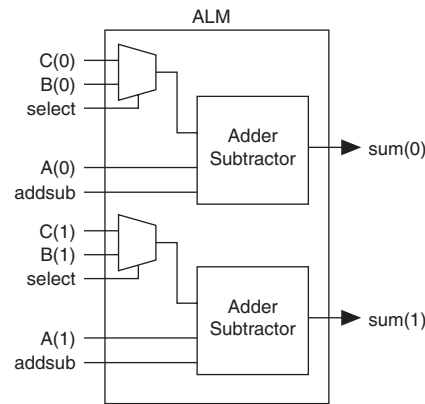 ALM
C(0)
B(0)
select
Adder
Subtractor
sum(0)
A(0)
addsub
C(1)
B(1)
select
Adder
Subtractor
sum(1)
A(1)
addsub